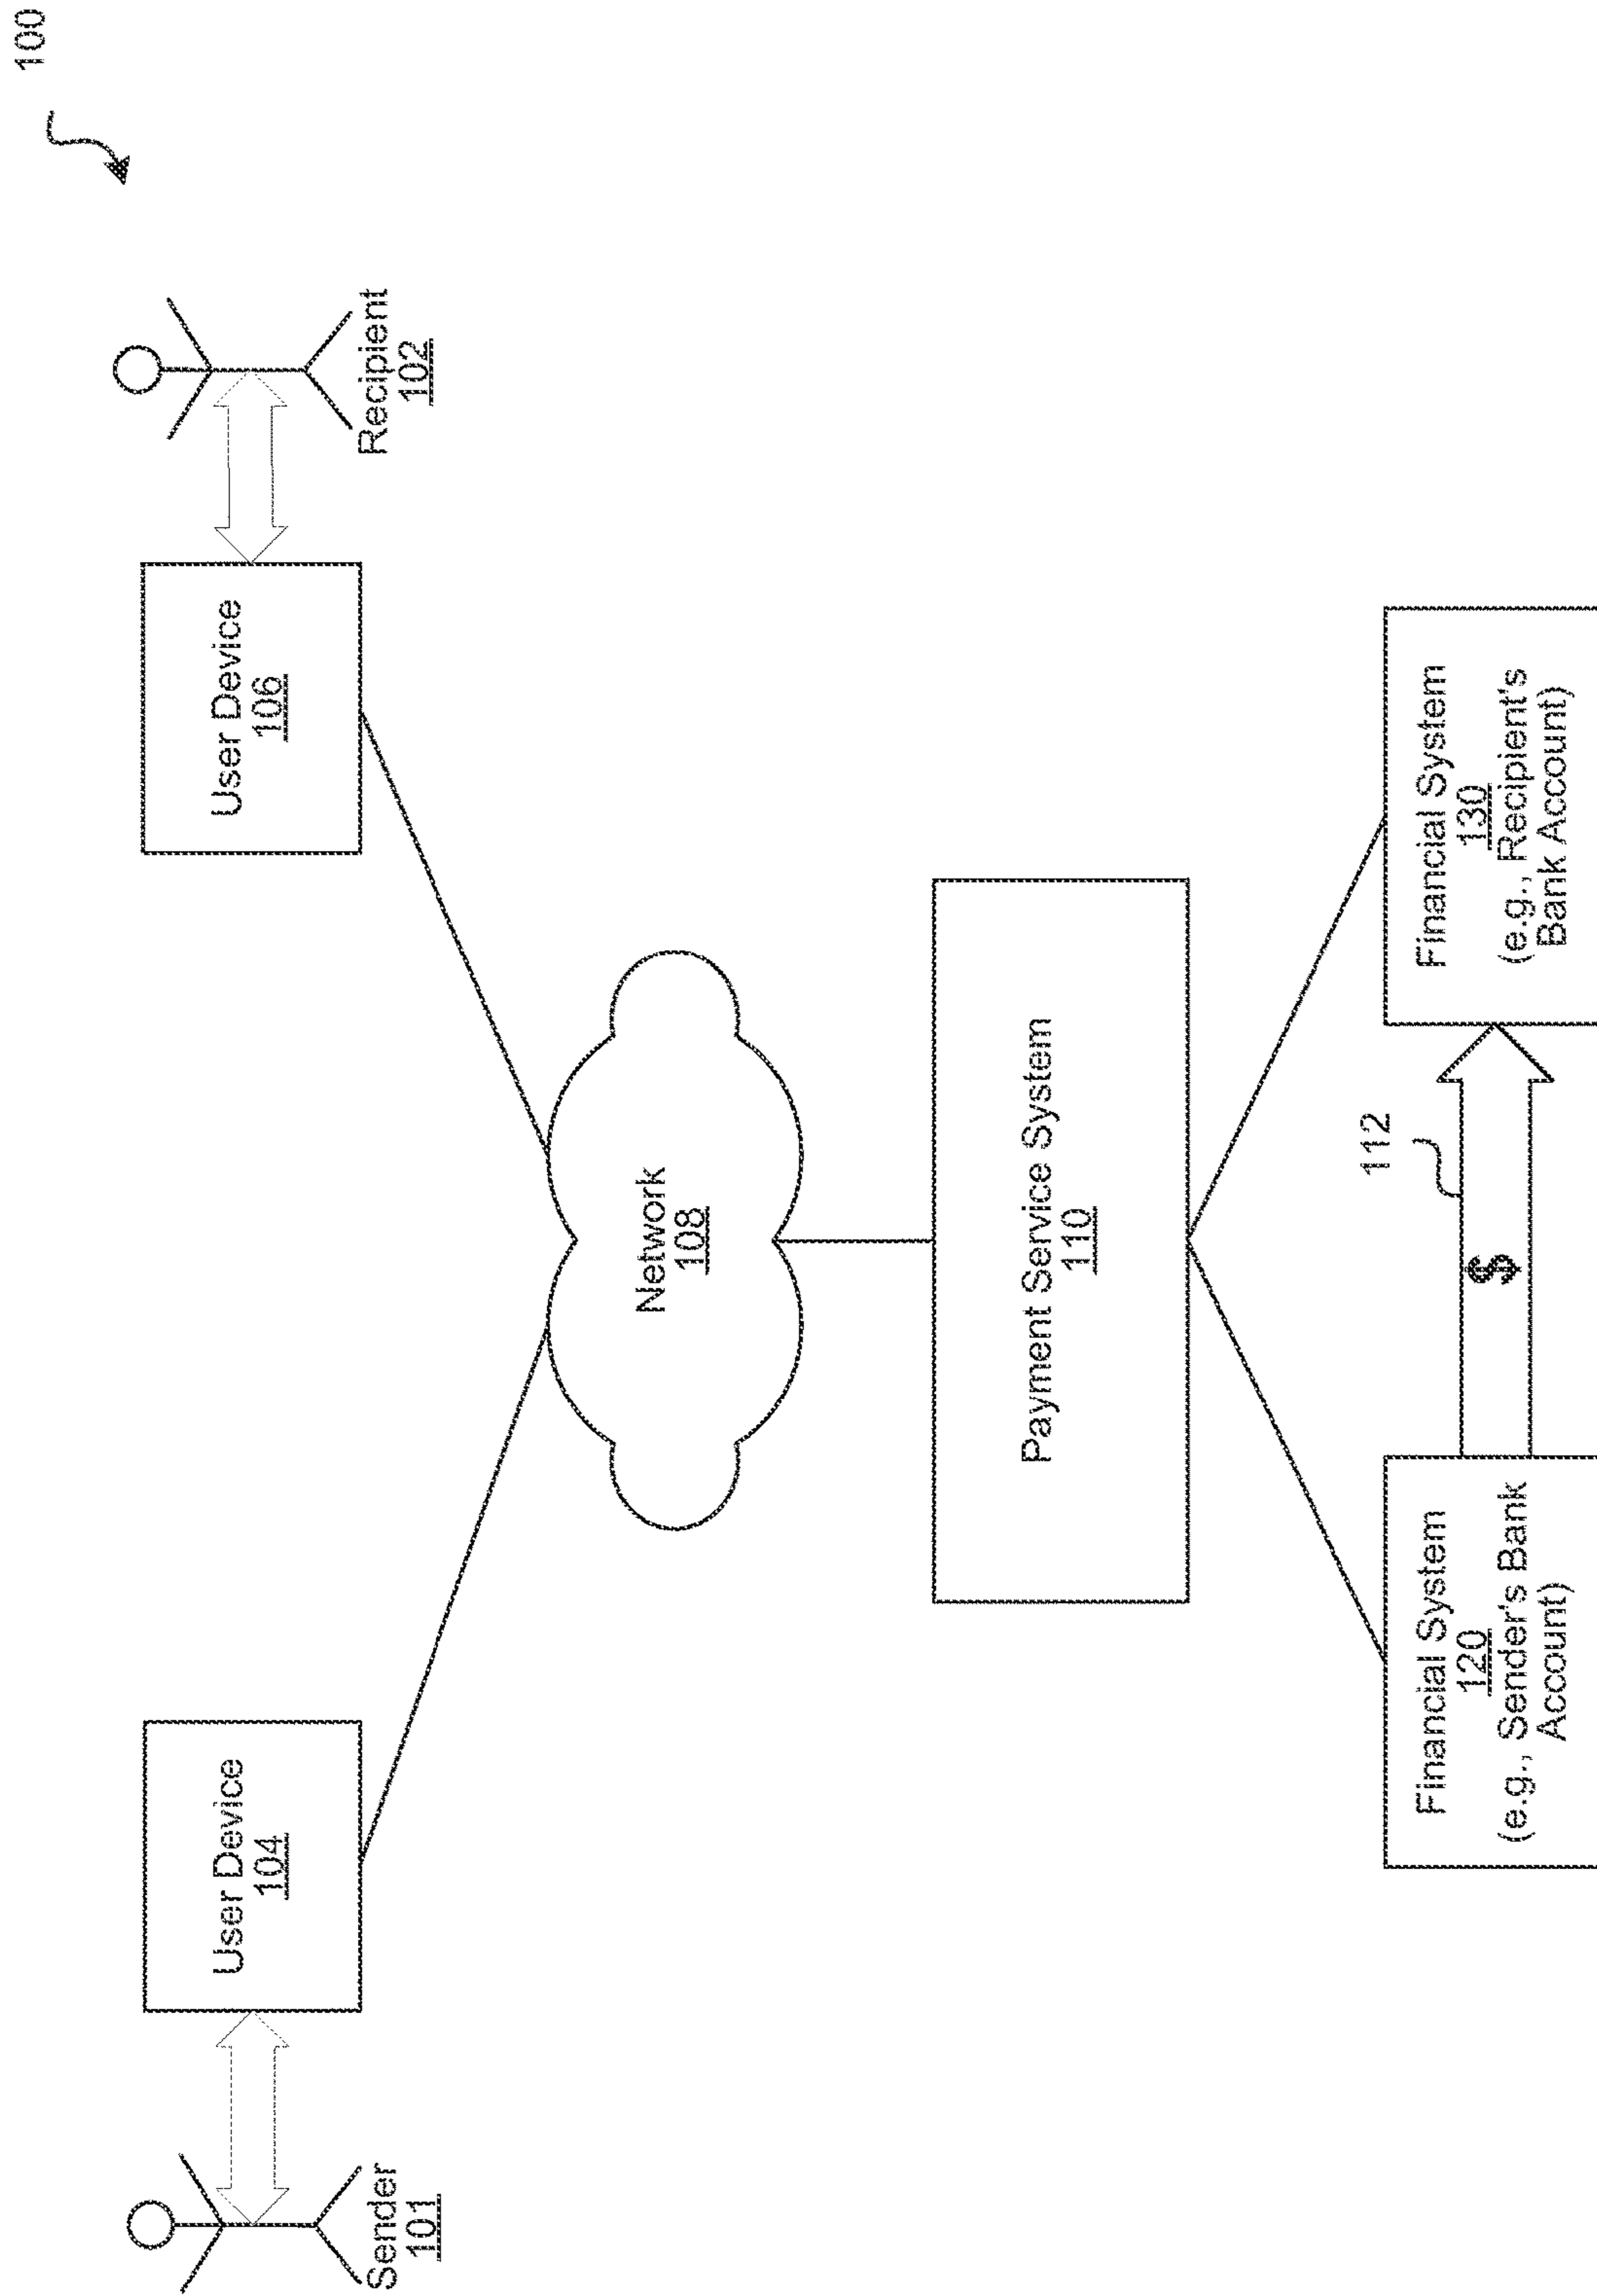 100
Sender
101
User Device
104
User Device
106
Recipient
102
Network
108
Payment Service System
110
112
$
Financial System
120
(e.g., Sender's Bank
Account)
Financial System
130
(e.g., Recipient's
Bank Account)